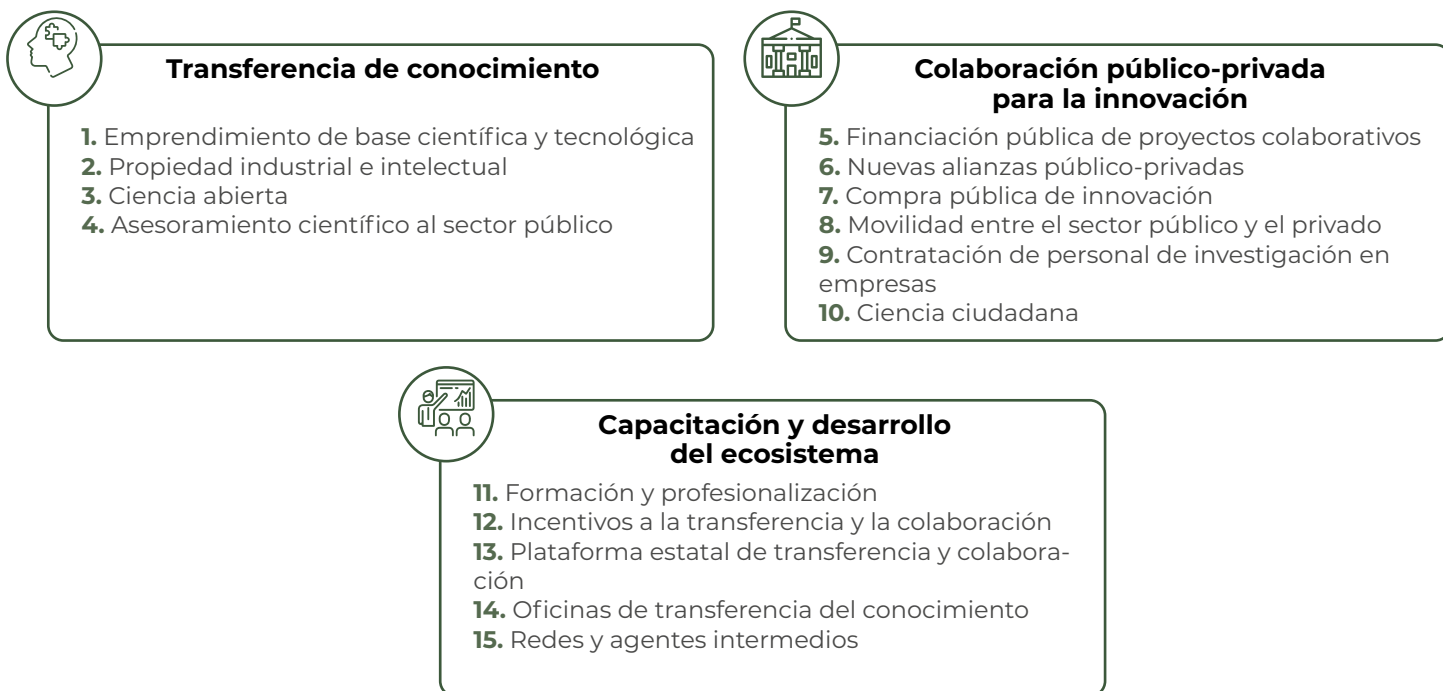 Transferencia de conocimiento
1. Emprendimiento de base científica y tecnológica
2. Propiedad industrial e intelectual
3. Ciencia abierta
4. Asesoramiento científico al sector público
Colaboración público-privada
para la innovación
5. Financiación pública de proyectos colaborativos
6. Nuevas alianzas público-privadas
7. Compra pública de innovación
8. Movilidad entre el sector público y el privado
9. Contratación de personal de investigación en
empresas
10. Ciencia ciudadana
Capacitación y desarrollo
del ecosistema
11. Formación y profesionalización
12. Incentivos a la transferencia y la colaboración
13. Plataforma estatal de transferencia y colabora-
ción
14. Oficinas de transferencia del conocimiento
15. Redes y agentes intermedios